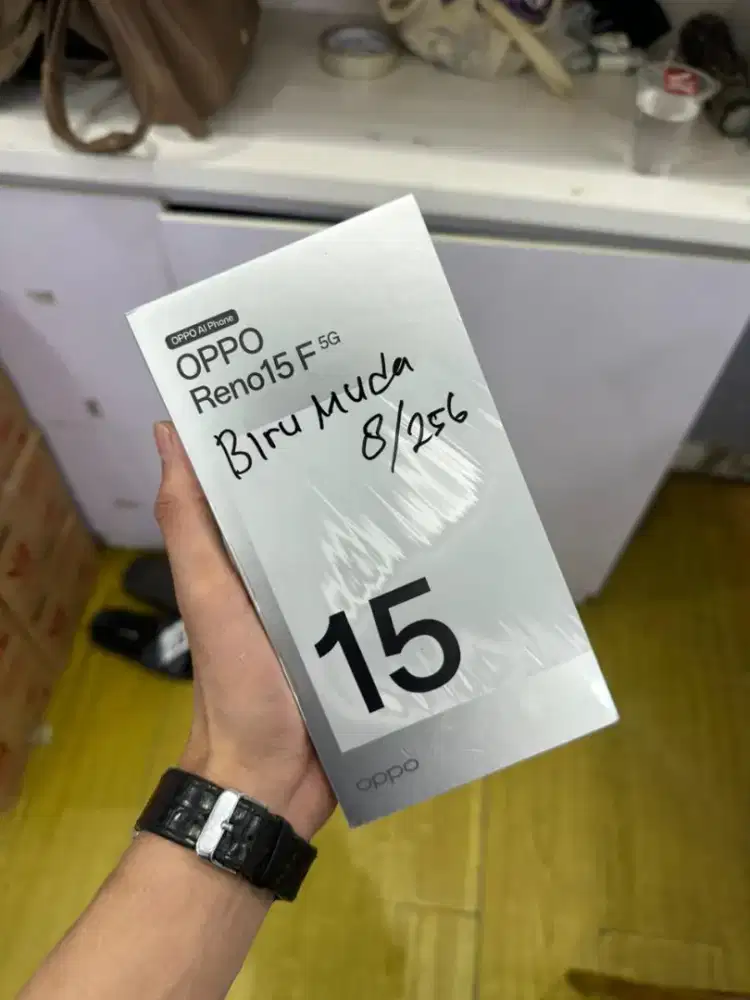 OPPO AI Phone
OPPO
Reno15 F 5G
Biru Muda
8/256
15
oppo